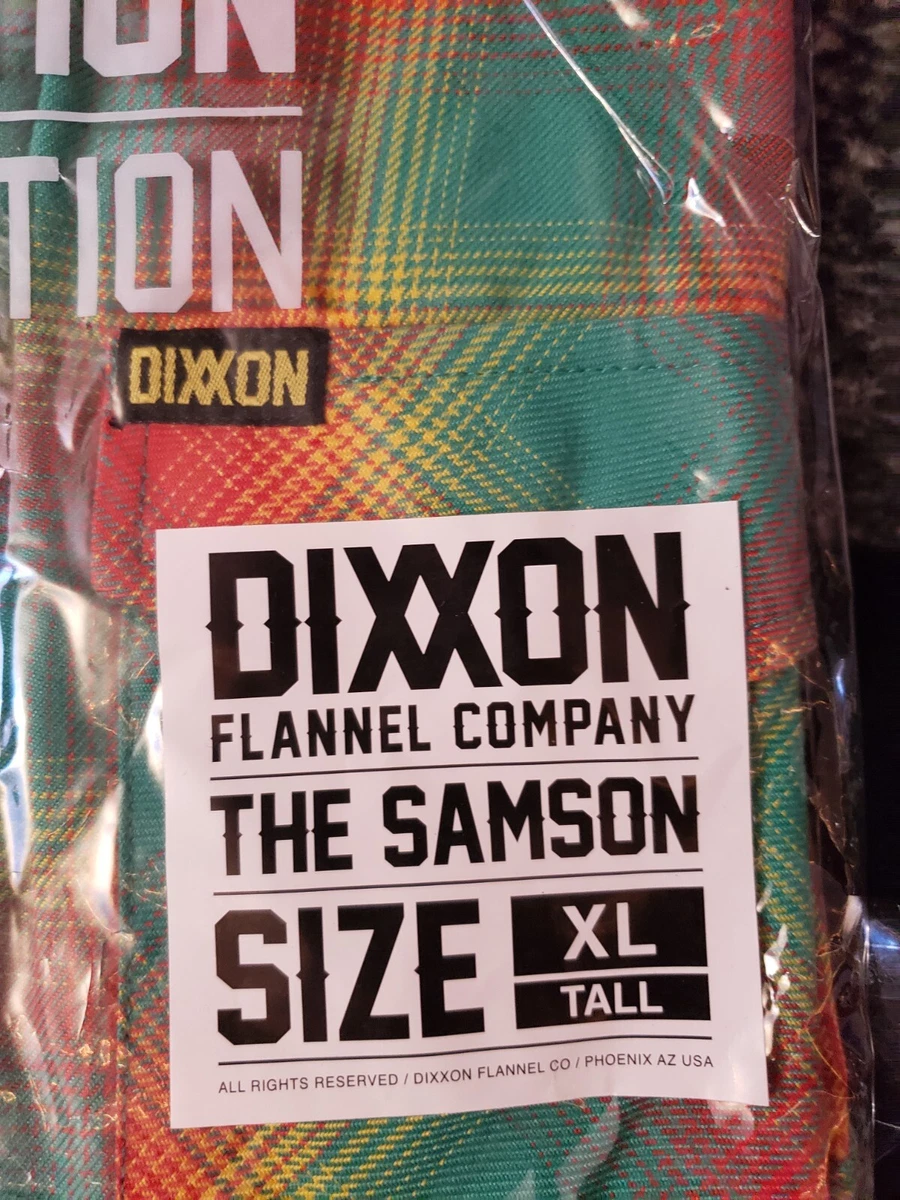 ION
TION
DIXXON
DIXXON
FLANNEL COMPANY
THE SAMSON
SIZE XL
TALL
ALL RIGHTS RESERVED / DIXXON FLANNEL CO / PHOENIX AZ USA